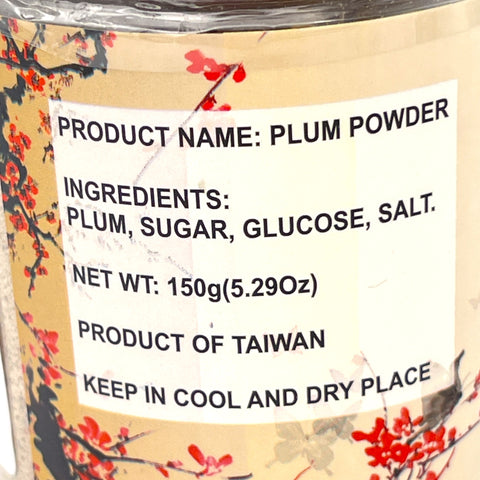 PRODUCT NAME: PLUM POWDER
INGREDIENTS:
PLUM, SUGAR, GLUCOSE, SALT.
NET WT: 150g(5.29Oz)
PRODUCT OF TAIWAN
KEEP IN COOL AND DRY PLACE